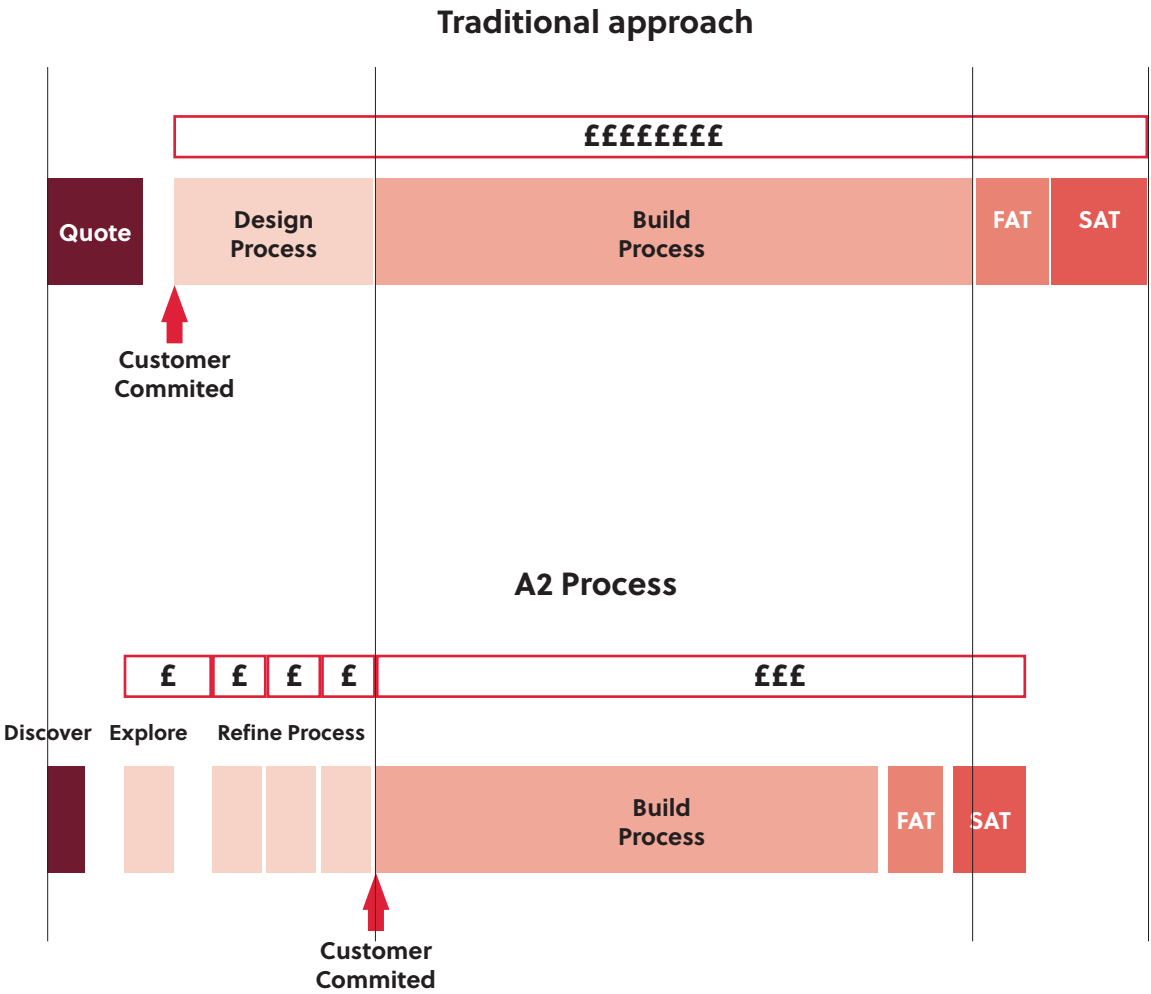 Traditional approach
££££££££
Quote
Design
Process
Build
Process
FAT
SAT
Customer
Commited
A2 Process
£
£
£
£
£££
Discover
Explore
Refine Process
Build
Process
FAT
SAT
Customer
Commited